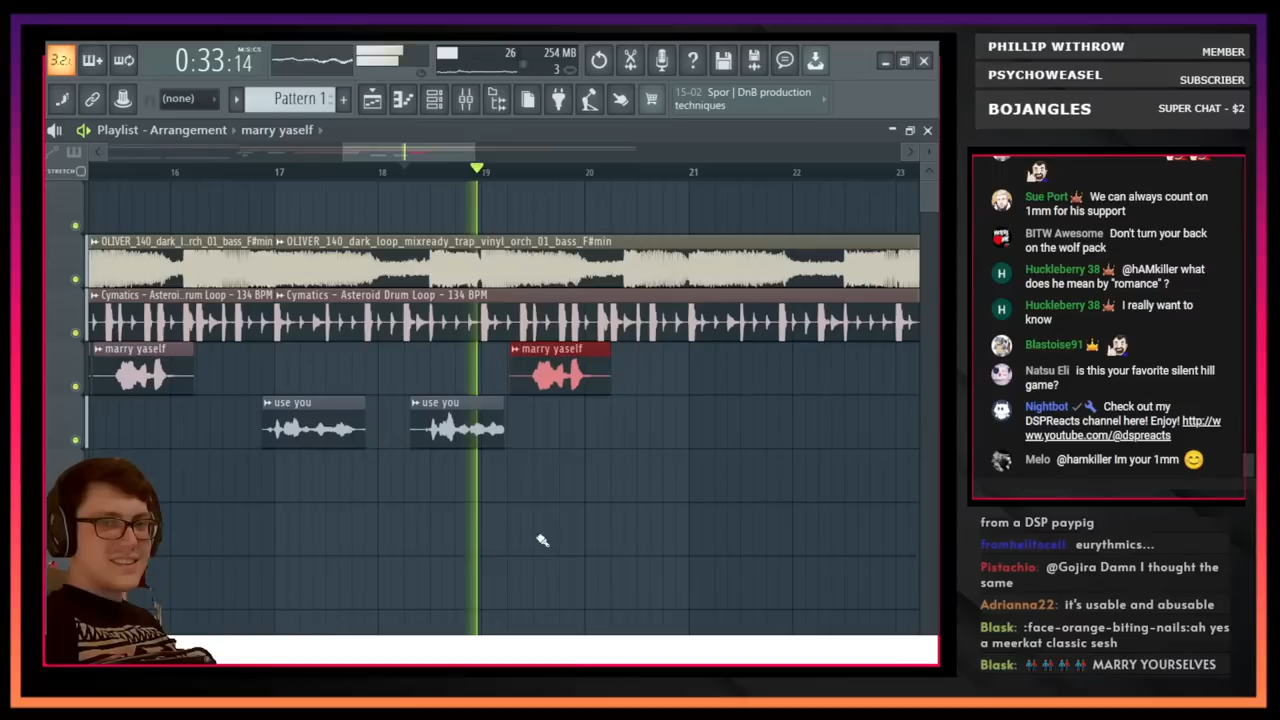 3.2:
0:33:14
M:S:CS
26
254 MB
3
(none)
Pattern 1
15-02 Spor | DnB production
techniques
Playlist - Arrangement
marry yaself
STRETCH
16 17 18 19 20 21 22 23
OLIVER_140_dark_l..rch_01_bass_F#min
OLIVER_140_dark_loop_mixready_trap_vinyl_orch_01_bass_F#min
Cymatics - Asteroi..rum Loop - 134 BPM
Cymatics - Asteroid Drum Loop - 134 BPM
marry yaself
marry yaself
use you
use you
PHILLIP WITHROW MEMBER
PSYCHOWEASEL SUBSCRIBER
BOJANGLES SUPER CHAT - $2
Sue Port We can always count on
1mm for his support
BITW Awesome Don't turn your back
on the wolf pack
H Huckleberry 38 @hAMkiller what
does he mean by "romance" ?
H Huckleberry 38 I really want to
know
Blastoise91
Natsu Eli is this your favorite silent hill
game?
Nightbot Check out my
DSPReacts channel here! Enjoy! http://w
ww.youtube.com/@dspreacts
Melo @hamkiller Im your 1mm
from a DSP paypig
fromhelltocell eurythmics...
Pistachio: @Gojira Damn I thought the
same
Adrianna22: it's usable and abusable
Blask: :face-orange-biting-nails:ah yes
a meerkat classic sesh
Blask: MARRY YOURSELVES